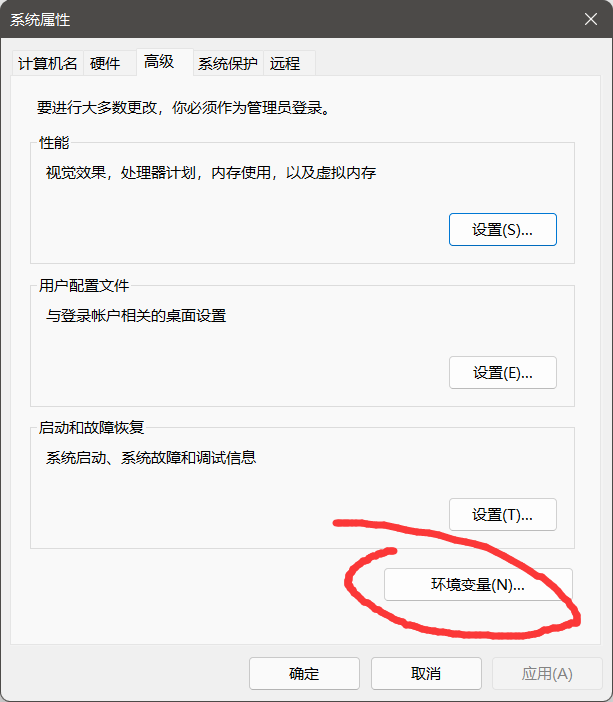 系统属性
计算机名 硬件 高级 系统保护 远程
要进行大多数更改，你必须作为管理员登录。
性能
视觉效果，处理器计划，内存使用，以及虚拟内存
设置(S)...
用户配置文件
与登录帐户相关的桌面设置
设置(E)...
启动和故障恢复
系统启动、系统故障和调试信息
设置(T)...
环境变量(N)...
确定 取消 应用(A)